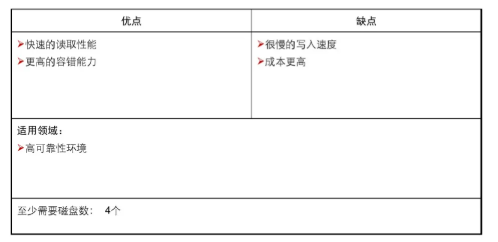 优点
缺点
➢快速的读取性能
➢更高的容错能力
➢很慢的写入速度
➢成本更高
适用领域：
➢高可靠性环境
至少需要磁盘数： 4个